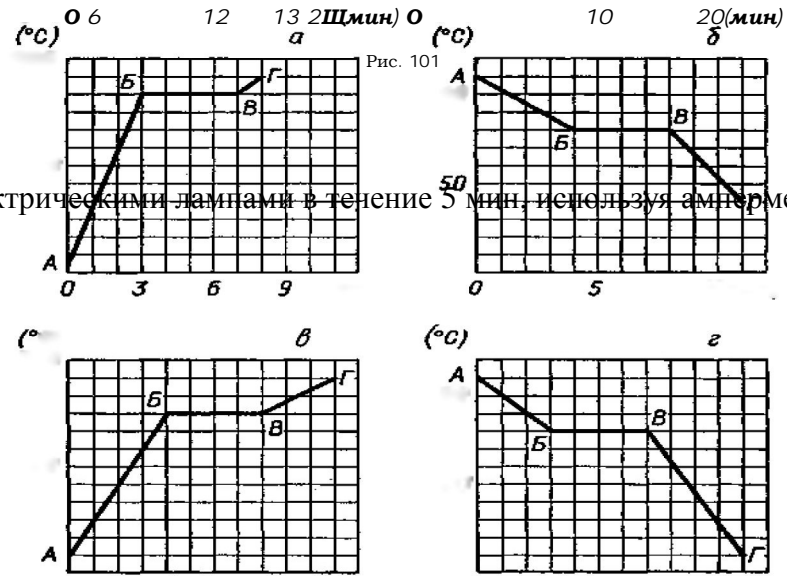 О 6 12 13 2Щмин) О 10 20(мин)
(°С) а (°С) б
Рис. 101
Б Г В А
А Б В
50
ктрическими лампами в течение 5 мин, используя амперме
0 3 6 9
0 5
(° в (°С) г
Б В Г А
А Б В Г